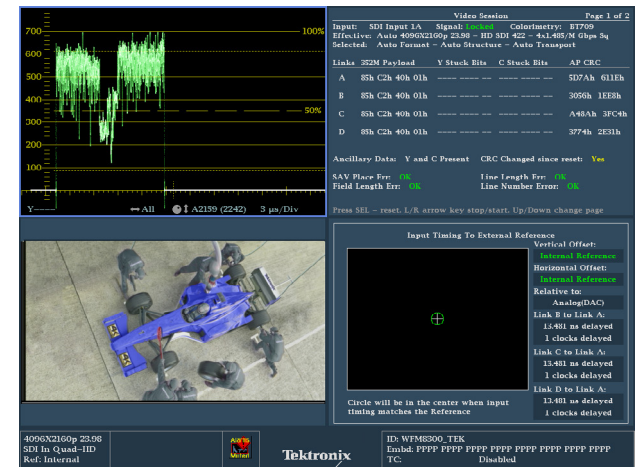 700
600
500
400
300
200
100
100%
50%
Y----
All
A2159 (2242)
3 µs/Div
Video Session
Page 1 of 2
Input: SDI Input 1A Signal: Locked Colorimetry: BT709
Effective: Auto 4096X2160p 23.98 - HD SDI 422 - 4x1.485/M Gbps Sq
Selected: Auto Format - Auto Structure - Auto Transport
Links 352M Payload Y Stuck Bits C Stuck Bits AP CRC
A 85h C2h 40h 01h ---- ---- ---- -- ---- ---- ---- -- 5D7Ah 611Eh
B 85h C2h 40h 01h ---- ---- ---- -- ---- ---- ---- -- 3056h 1EE8h
C 85h C2h 40h 01h ---- ---- ---- -- ---- ---- ---- -- A48Ah 3FC4h
D 85h C2h 40h 01h ---- ---- ---- -- ---- ---- ---- -- 3774h 2E31h
Ancillary Data: Y and C Present CRC Changed since reset: Yes
SAV Place Err: OK Line Length Err: OK
Field Length Err: OK Line Number Error: OK
Press SEL - reset, L/R arrow key stop/start, Up/Down change page
Input Timing To External Reference
Vertical Offset:
Internal Reference
Horizontal Offset:
Internal Reference
Relative to:
Analog(DAC)
Link B to Link A:
13.481 ns delayed
1 clocks delayed
Link C to Link A:
13.481 ns delayed
1 clocks delayed
Link D to Link A:
13.481 ns delayed
1 clocks delayed
Circle will be in the center when input
timing matches the Reference
4096X2160p 23.98
SDI In Quad-HD
Ref: Internal
Alarms
Muted
Tektronix
ID: WFM8300_TEK
Embd: PPPP PPPP PPPP PPPP PPPP PPPP PPPP PPPP
TC: Disabled